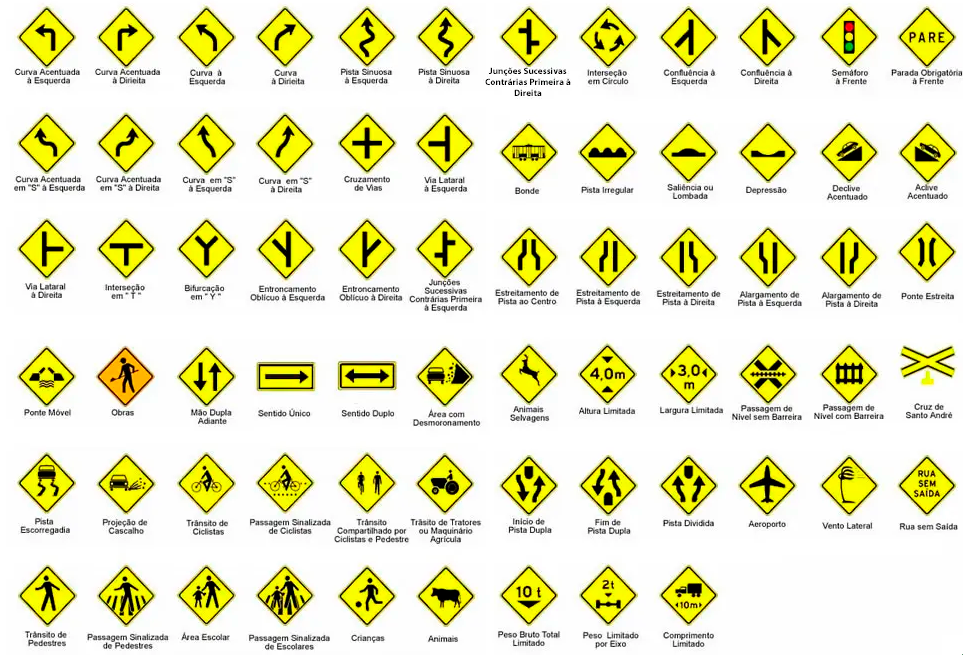 Curva Acentuada
à Esquerda
Curva Acentuada
à Dirieita
Curva à
Esquerda
Curva
à Direita
Pista Sinuosa
à Esquerda
Pista Sinuosa
à Direita
Junções Sucessivas
Contrárias Primeira à
Direita
Interseção
em Círculo
Confluência à
Esquerda
Confluência à
Direita
Semáforo
à Frente
PARE
Parada Obrigatória
à Frente
Curva Acentuada
em "S" à Esquerda
Curva Acentuada
em "S" à Direita
Curva em "S"
à Esquerda
Curva em "S"
à Direita
Cruzamento
de Vias
Via Lataral
à Esquerda
Bonde
Pista Irregular
Saliência ou
Lombada
Depressão
Declive
Acentuado
Aclive
Acentuado
Via Lataral
à Direita
Interseção
em " T "
Bifurcação
em " Y "
Entroncamento
Oblícuo à Esquerda
Entroncamento
Oblícuo à Direita
Junções
Sucessivas
Contrárias Primeira
à Esquerda
Estreitamento de
Pista ao Centro
Estreitamento de
Pista à Esquerda
Estreitamento de
Pista à Direita
Alargamento de
Pista à Esquerda
Alargamento de
Pista à Direita
Ponte Estreita
Ponte Móvel
Obras
Mão Dupla
Adiante
Sentido Único
Sentido Duplo
Área com
Desmoronamento
Animais
Selvagens
4,0m
Altura Limitada
3,0
m
Largura Limitada
Passagem de
Nível sem Barreira
Passagem de
Nível com Barreira
Cruz de
Santo André
Pista
Escorregadia
Projeção de
Cascalho
Trânsito de
Ciclistas
Passagem Sinalizada
de Ciclistas
Trânsito
Compartilhado por
Ciclistas e Pedestre
Trâsito de Tratores
ou Maquinário
Agrícula
Início de
Pista Dupla
Fim de
Pista Dupla
Pista Dividida
Aeroporto
Vento Lateral
RUA
SEM
SAÍDA
Rua sem Saída
Trânsito de
Pedestres
Passagem Sinalizada
de Pedestres
Área Escolar
Passagem Sinalizada
de Escolares
Crianças
Animais
10 t
Peso Bruto Total
Limitado
2t
Peso Limitado
por Eixo
10m
Comprimento
Limitado